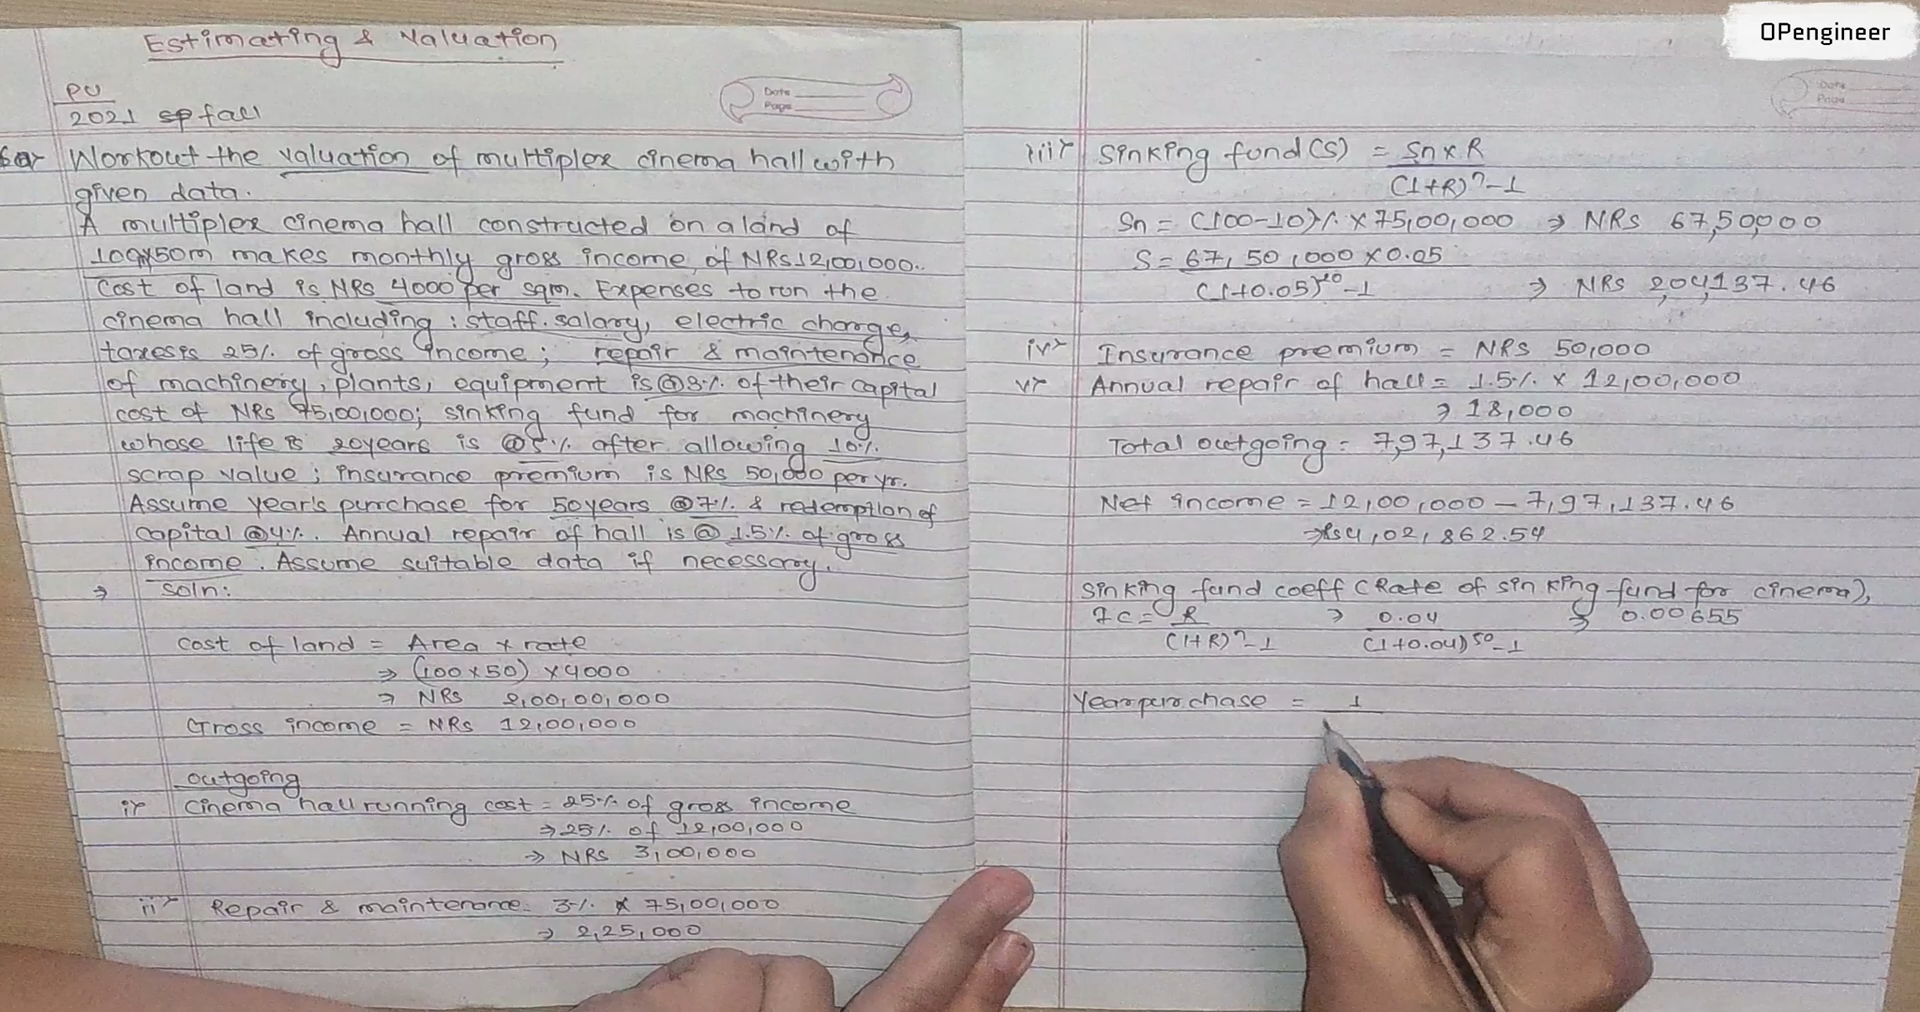 OPengineer
Estimating & Valuation
Date
Page
PU
2021 sp fall
6a> Workout the valuation of multiplex cinema hall with
given data.
A multiplex cinema hall constructed on a land of
100x50m makes monthly gross income of NRs 12,00,000.
Cost of land is NRs 4000 per sqm. Expenses to run the
cinema hall including : staff salary, electric charge,
taxes is 25% of gross income ; repair & maintenance
of machinery, plants, equipment is @3% of their capital
cost of NRs 75,00,000; sinking fund for machinery
whose life is 20years is @5% after allowing 10%
scrap value ; insurance premium is NRs 50,000 per yr.
Assume year's purchase for 50years @7% & redemption of
capital @4%. Annual repair of hall is @ 1.5% of gross
income. Assume suitable data if necessary.
→ Soln:
Cost of land = Area x rate
⇒ (100x50) x4000
⇒ NRs 2,00,00,000
Gross income = NRs 12,00,000
Outgoing
i> Cinema hall running cost = 25% of gross income
⇒ 25% of 12,00,000
⇒ NRs 3,00,000
ii> Repair & maintenance = 3% x 75,00,000
⇒ 2,25,000
Date
Page
iii> Sinking fond (S) = Sn x R
(1+R)ⁿ-1
Sn = (100-10)% x 75,00,000 ⇒ NRs 67,50,000
S = 67,50,000 x 0.05
(1+0.05)²⁰-1 ⇒ NRs 2,04,137.46
iv> Insurance premium = NRs 50,000
v> Annual repair of hall = 1.5% x 12,00,000
⇒ 18,000
Total outgoing = 7,97,137.46
Net income = 12,00,000 - 7,97,137.46
⇒ Rs 4,02,862.54
Sinking fund coeff (Rate of sinking fund for cinema),
Ic = R ⇒ 0.04 ⇒ 0.00655
(1+R)ⁿ-1 (1+0.04)⁵⁰-1
Year purchase = 1